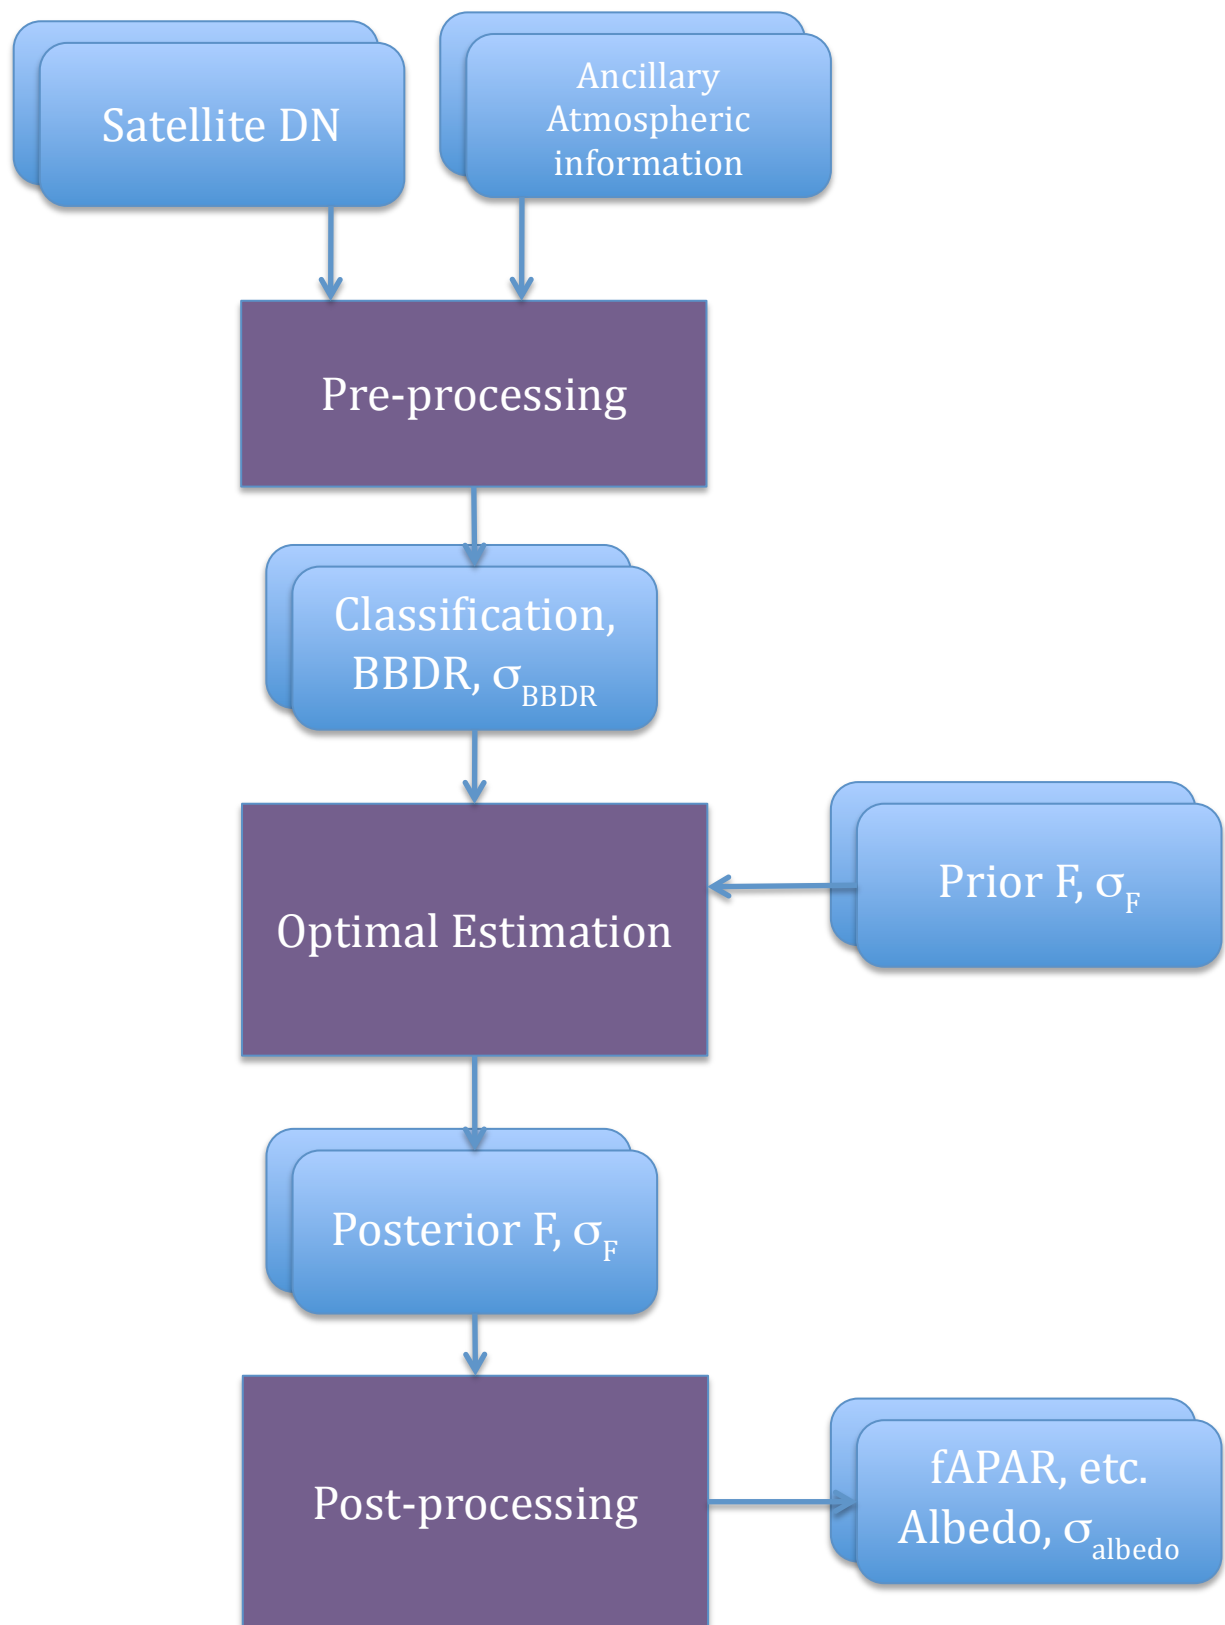 Satellite DN
Ancillary
Atmospheric
information
Pre-processing
Classification,
BBDR, σBBDR
Prior F, σF
Optimal Estimation
Posterior F, σF
fAPAR, etc.
Albedo, σalbedo
Post-processing